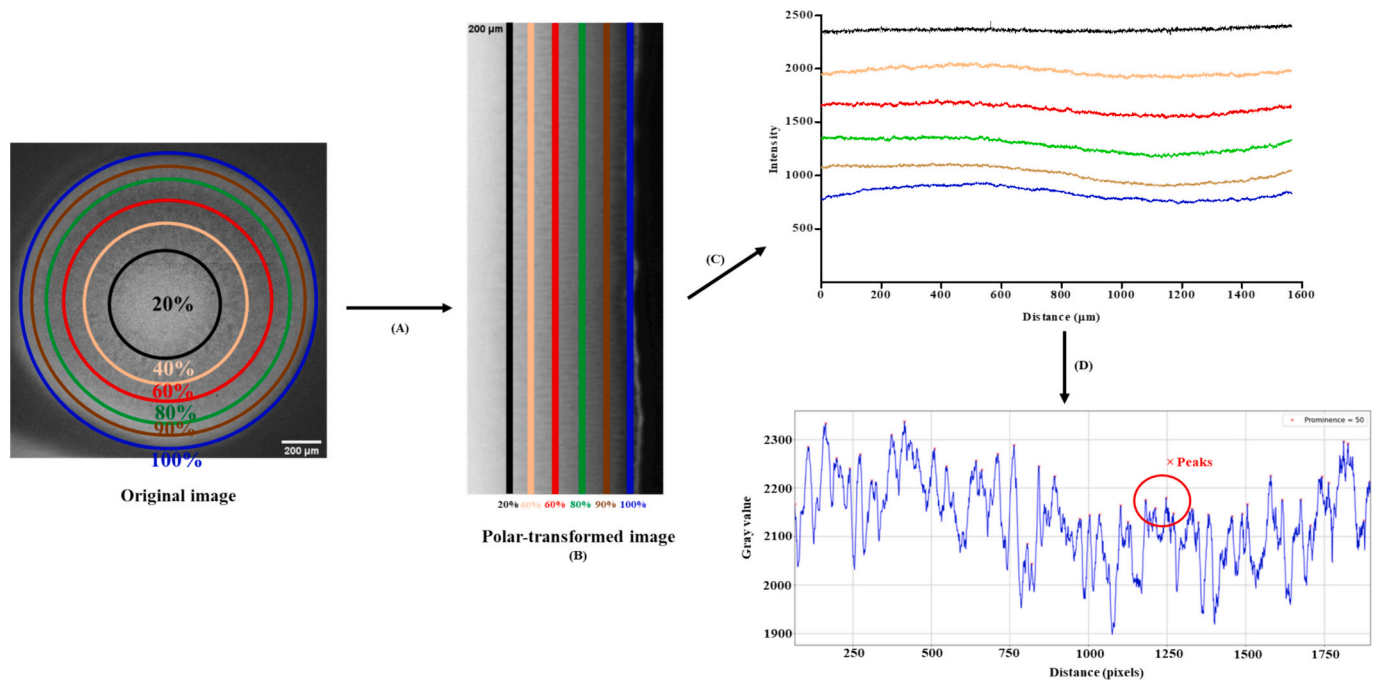 20%
40%
60%
80%
90%
100%
200 µm
Original image
(A)
200 µm
20% 40% 60% 80% 90% 100%
Polar-transformed image
(B)
(C)
2500
2000
1500
1000
500
Intensity
0 200 400 600 800 1000 1200 1400 1600
Distance (µm)
(D)
× Prominence = 50
× Peaks
2300
2200
2100
2000
1900
Gray value
250 500 750 1000 1250 1500 1750
Distance (pixels)